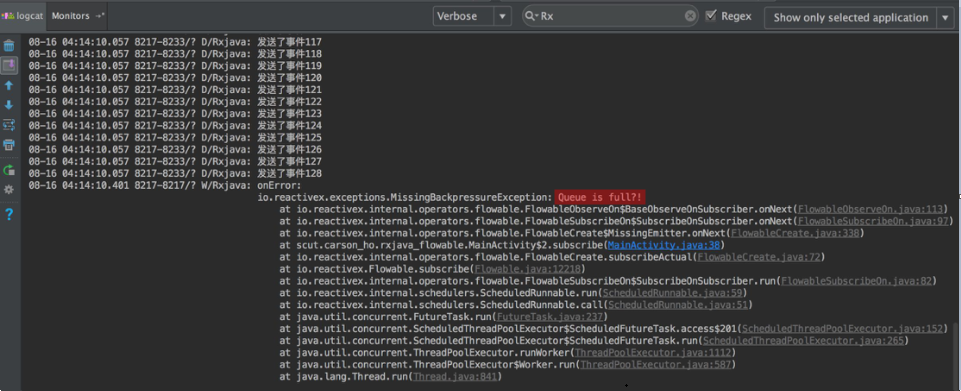 logcat
Monitors
Verbose
Rx
Regex
Show only selected application
08-16 04:14:10.057 8217-8233/? D/Rxjava: 发送了事件117
08-16 04:14:10.057 8217-8233/? D/Rxjava: 发送了事件118
08-16 04:14:10.057 8217-8233/? D/Rxjava: 发送了事件119
08-16 04:14:10.057 8217-8233/? D/Rxjava: 发送了事件120
08-16 04:14:10.057 8217-8233/? D/Rxjava: 发送了事件121
08-16 04:14:10.057 8217-8233/? D/Rxjava: 发送了事件122
08-16 04:14:10.057 8217-8233/? D/Rxjava: 发送了事件123
08-16 04:14:10.057 8217-8233/? D/Rxjava: 发送了事件124
08-16 04:14:10.057 8217-8233/? D/Rxjava: 发送了事件125
08-16 04:14:10.057 8217-8233/? D/Rxjava: 发送了事件126
08-16 04:14:10.057 8217-8233/? D/Rxjava: 发送了事件127
08-16 04:14:10.057 8217-8233/? D/Rxjava: 发送了事件128
08-16 04:14:10.401 8217-8217/? W/Rxjava: onError:
io.reactivex.exceptions.MissingBackpressureException: Queue is full?!
at io.reactivex.internal.operators.flowable.FlowableObserveOn$BaseObserveOnSubscriber.onNext(FlowableObserveOn.java:113)
at io.reactivex.internal.operators.flowable.FlowableSubscribeOn$SubscribeOnSubscriber.onNext(FlowableSubscribeOn.java:97)
at io.reactivex.internal.operators.flowable.FlowableCreate$MissingEmitter.onNext(FlowableCreate.java:338)
at scut.carson_ho.rxjava_flowable.MainActivity$2.subscribe(MainActivity.java:38)
at io.reactivex.internal.operators.flowable.FlowableCreate.subscribeActual(FlowableCreate.java:72)
at io.reactivex.Flowable.subscribe(Flowable.java:12218)
at io.reactivex.internal.operators.flowable.FlowableSubscribeOn$SubscribeOnSubscriber.run(FlowableSubscribeOn.java:82)
at io.reactivex.internal.schedulers.ScheduledRunnable.run(ScheduledRunnable.java:59)
at io.reactivex.internal.schedulers.ScheduledRunnable.call(ScheduledRunnable.java:51)
at java.util.concurrent.FutureTask.run(FutureTask.java:237)
at java.util.concurrent.ScheduledThreadPoolExecutor$ScheduledFutureTask.access$201(ScheduledThreadPoolExecutor.java:152)
at java.util.concurrent.ScheduledThreadPoolExecutor$ScheduledFutureTask.run(ScheduledThreadPoolExecutor.java:265)
at java.util.concurrent.ThreadPoolExecutor.runWorker(ThreadPoolExecutor.java:1112)
at java.util.concurrent.ThreadPoolExecutor$Worker.run(ThreadPoolExecutor.java:587)
at java.lang.Thread.run(Thread.java:841)